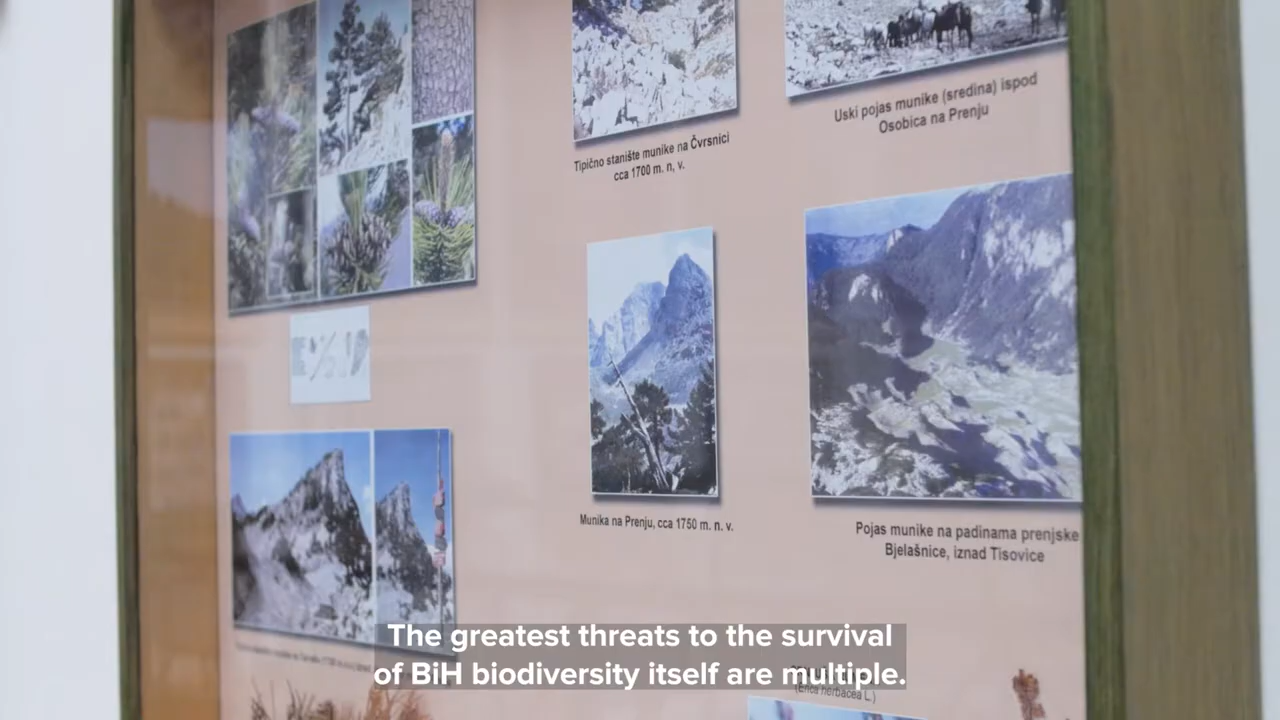 Uski pojas munike (sredina) ispod
Osobica na Prenju
Tipično stanište munike na Čvrsnici
cca 1700 m. n, v.
Munika na Prenju, cca 1750 m. n. v.
Pojas munike na padinama prenjske
Bjelašnice, iznad Tisovice
The greatest threats to the survival
of BiH biodiversity itself are multiple.
(Erica herbacea L.)